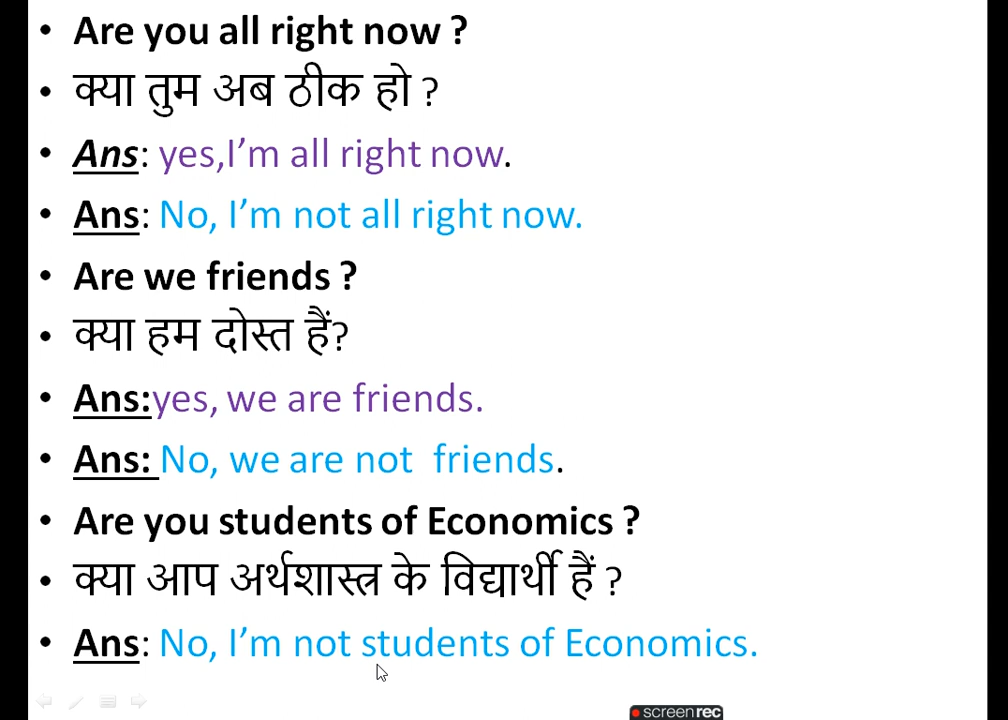 • Are you all right now ?
• क्या तुम अब ठीक हो ?
• Ans: yes,I’m all right now.
• Ans: No, I’m not all right now.
• Are we friends ?
• क्या हम दोस्त हैं?
• Ans:yes, we are friends.
• Ans: No, we are not friends.
• Are you students of Economics ?
• क्या आप अर्थशास्त्र के विद्यार्थी हैं ?
• Ans: No, I’m not students of Economics.
screenrec